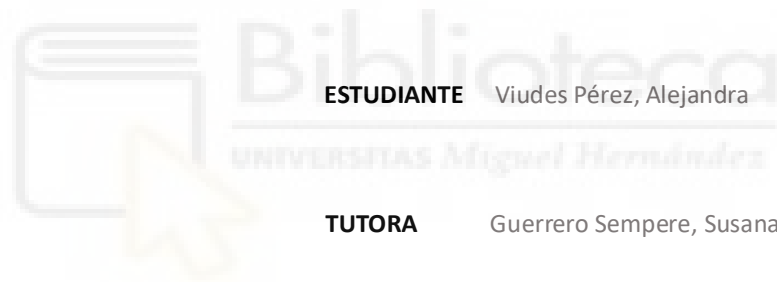 Biblioteca
ESTUDIANTE Viudes Pérez, Alejandra
UNIVERSITAS Miguel Hernández
TUTORA Guerrero Sempere, Susana